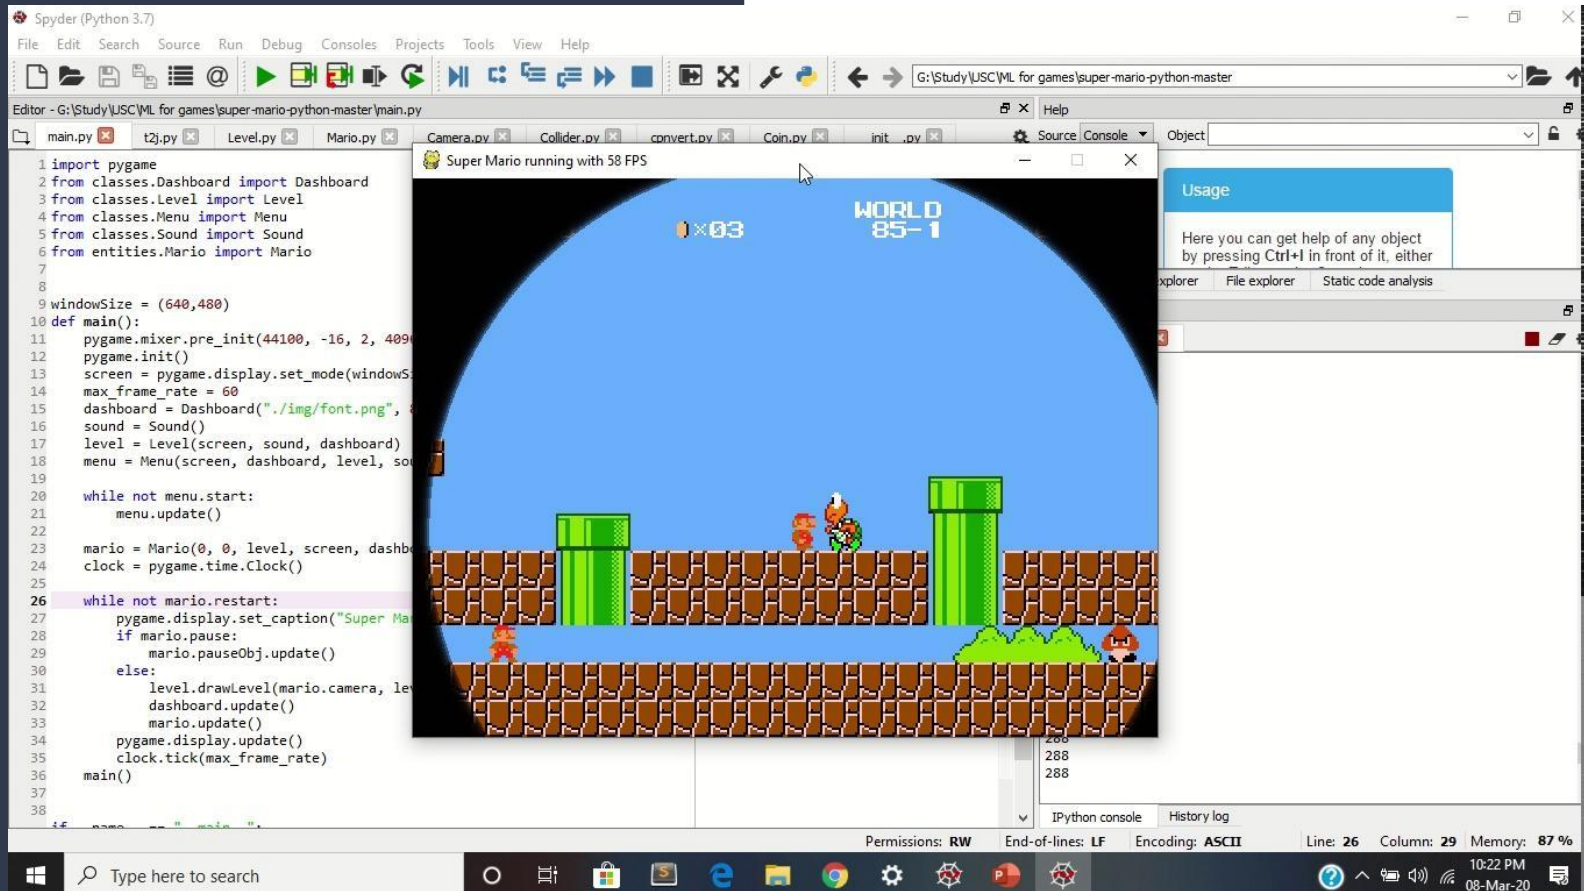 Spyder (Python 3.7)
File Edit Search Source Run Debug Consoles Projects Tools View Help
G:\Study\USC\ML for games\super-mario-python-master
Editor - G:\Study\USC\ML for games\super-mario-python-master\main.py
Help
main.py t2j.py Level.py Mario.py Camera.py Collider.py cpnvert.py Coin.py init .py
Source Console Object
Super Mario running with 58 FPS
WORLD
×03 85-1
1 import pygame
2 from classes.Dashboard import Dashboard
3 from classes.Level import Level
4 from classes.Menu import Menu
5 from classes.Sound import Sound
6 from entities.Mario import Mario
7
8
9 windowSize = (640,480)
10 def main():
11 pygame.mixer.pre_init(44100, -16, 2, 409
12 pygame.init()
13 screen = pygame.display.set_mode(windowS
14 max_frame_rate = 60
15 dashboard = Dashboard("./img/font.png",
16 sound = Sound()
17 level = Level(screen, sound, dashboard)
18 menu = Menu(screen, dashboard, level, so
19
20 while not menu.start:
21 menu.update()
22
23 mario = Mario(0, 0, level, screen, dashb
24 clock = pygame.time.Clock()
25
26 while not mario.restart:
27 pygame.display.set_caption("Super Ma
28 if mario.pause:
29 mario.pauseObj.update()
30 else:
31 level.drawLevel(mario.camera, le
32 dashboard.update()
33 mario.update()
34 pygame.display.update()
35 clock.tick(max_frame_rate)
36 main()
37
38
Usage
Here you can get help of any object
by pressing Ctrl+I in front of it, either
xplorer File explorer Static code analysis
288
288
288
IPython console History log
Permissions: RW End-of-lines: LF Encoding: ASCII Line: 26 Column: 29 Memory: 87 %
Type here to search
10:22 PM
08-Mar-20